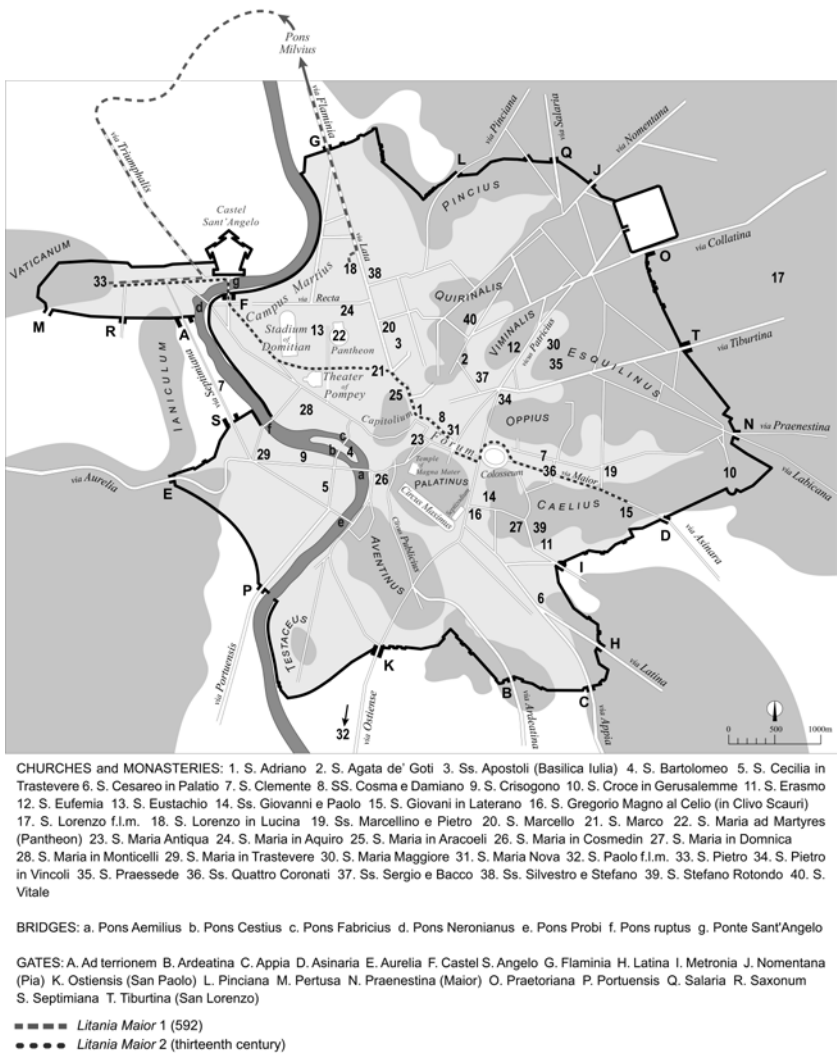 Pons
Milvius
via Flaminia
via Pinciana
via Salaria
via Nomentana
G
L
Q
J
via Triumphalis
PINCIUS
Castel
Sant'Angelo
O
via Collatina
VATICANUM
via Lata
18
38
33
g
17
Campus Martius
QUIRINALIS
d
F
via Recta
M
R
A
24
40
VIMINALIS
Stadium
of
Domitian
13
22
Pantheon
20
3
12
vicus Patricius
30
35
ESQUILINUS
T
via Tiburtina
IANICULUM
via Septimiana
7
Theater
of
Pompey
21
2
37
25
34
28
Capitolium
1
8
OPPIUS
31
S
f
23
Forum
N
via Praenestina
29
9
c
b
4
Temple
of
Magna Mater
Colosseum
7
36
via Maior
19
10
via Labicana
via Aurelia
E
5
a
26
PALATINUS
Circus Maximus
Septizodium
14
16
CAELIUS
15
27
39
D
via Asinara
e
Clivus Publicius
11
I
AVENTINUS
P
6
TESTACEUS
H
via Latina
via Portuensis
K
B
C
32
via Ostiense
via Ardeatina
via Appia
0 500 1000m
CHURCHES and MONASTERIES: 1. S. Adriano 2. S. Agata de' Goti 3. Ss. Apostoli (Basilica Iulia) 4. S. Bartolomeo 5. S. Cecilia in
Trastevere 6. S. Cesareo in Palatio 7. S. Clemente 8. SS. Cosma e Damiano 9. S. Crisogono 10. S. Croce in Gerusalemme 11. S. Erasmo
12. S. Eufemia 13. S. Eustachio 14. Ss. Giovanni e Paolo 15. S. Giovani in Laterano 16. S. Gregorio Magno al Celio (in Clivo Scauri)
17. S. Lorenzo f.l.m. 18. S. Lorenzo in Lucina 19. Ss. Marcellino e Pietro 20. S. Marcello 21. S. Marco 22. S. Maria ad Martyres
(Pantheon) 23. S. Maria Antiqua 24. S. Maria in Aquiro 25. S. Maria in Aracoeli 26. S. Maria in Cosmedin 27. S. Maria in Domnica
28. S. Maria in Monticelli 29. S. Maria in Trastevere 30. S. Maria Maggiore 31. S. Maria Nova 32. S. Paolo f.l.m. 33. S. Pietro 34. S. Pietro
in Vincoli 35. S. Praessede 36. Ss. Quattro Coronati 37. Ss. Sergio e Bacco 38. Ss. Silvestro e Stefano 39. S. Stefano Rotondo 40. S.
Vitale
BRIDGES: a. Pons Aemilius b. Pons Cestius c. Pons Fabricius d. Pons Neronianus e. Pons Probi f. Pons ruptus g. Ponte Sant'Angelo
GATES: A. Ad terrionem B. Ardeatina C. Appia D. Asinaria E. Aurelia F. Castel S. Angelo G. Flaminia H. Latina I. Metronia J. Nomentana
(Pia) K. Ostiensis (San Paolo) L. Pinciana M. Pertusa N. Praenestina (Maior) O. Praetoriana P. Portuensis Q. Salaria R. Saxonum
S. Septimiana T. Tiburtina (San Lorenzo)
Litania Maior 1 (592)
Litania Maior 2 (thirteenth century)